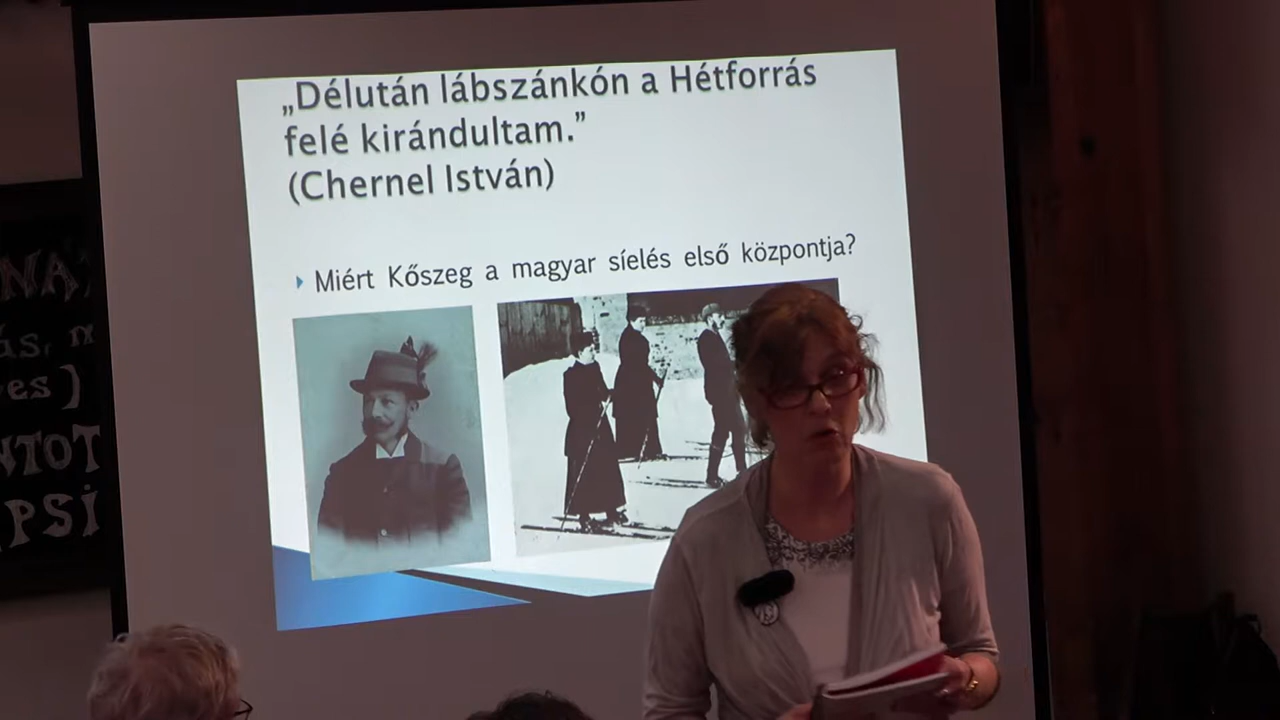 „Délután lábszánkón a Hétforrás
felé kirándultam.”
(Chernel István)
Miért Kőszeg a magyar síelés első központja?